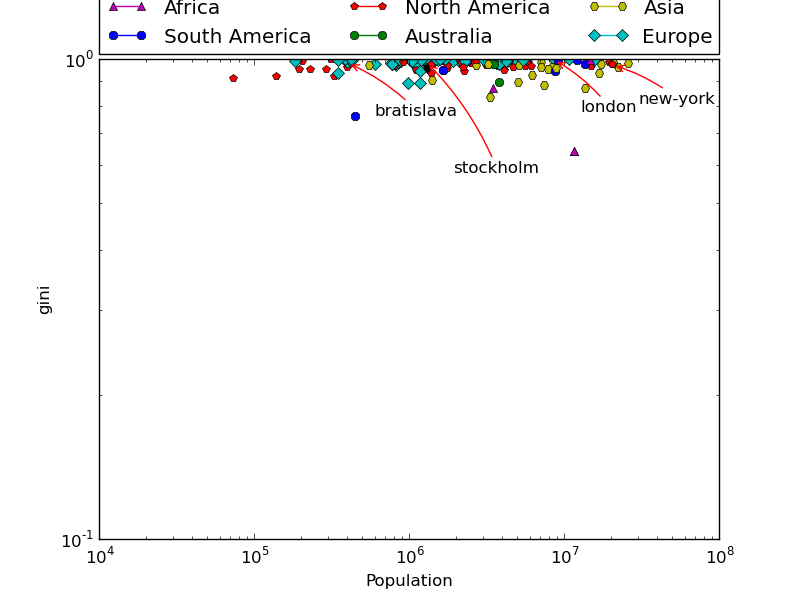 Africa North America Asia
South America Australia Europe
10^0
bratislava
london
new-york
stockholm
gini
10^-1
10^4 10^5 10^6 10^7 10^8
Population